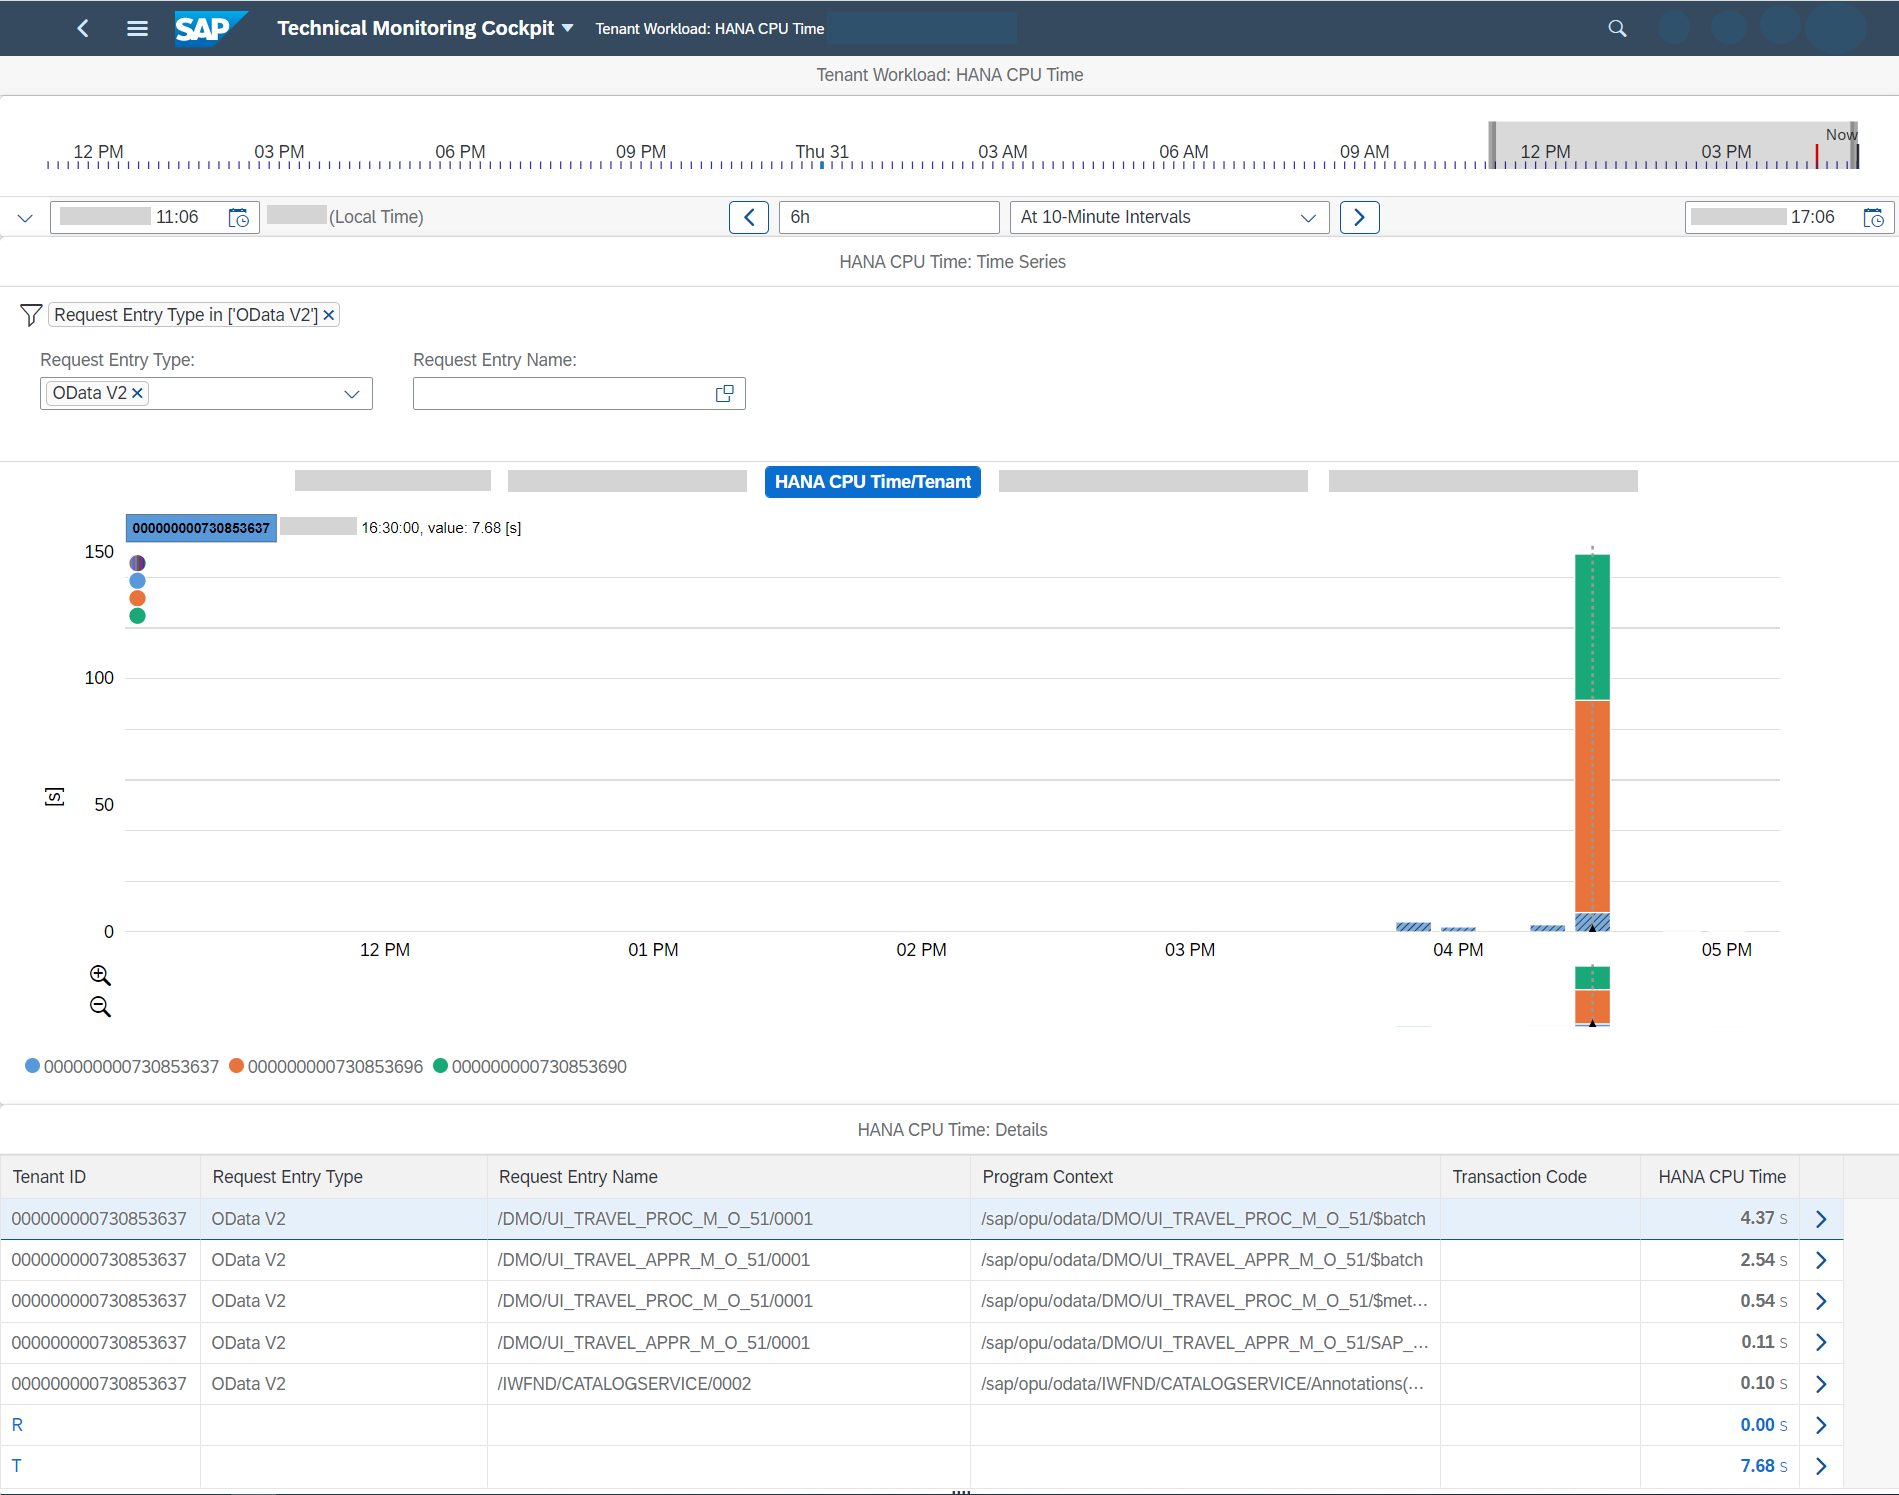 SAP Technical Monitoring Cockpit Tenant Workload: HANA CPU Time
Tenant Workload: HANA CPU Time
Now
12 PM 03 PM 06 PM 09 PM Thu 31 03 AM 06 AM 09 AM 12 PM 03 PM
11:06 (Local Time) 6h At 10-Minute Intervals 17:06
HANA CPU Time: Time Series
Request Entry Type in ['OData V2']
Request Entry Type: Request Entry Name:
OData V2
HANA CPU Time/Tenant
000000000730853637 16:30:00, value: 7.68 [s]
150
100
[s]
50
0
12 PM 01 PM 02 PM 03 PM 04 PM 05 PM
000000000730853637 000000000730853696 000000000730853690
HANA CPU Time: Details
Tenant ID Request Entry Type Request Entry Name Program Context Transaction Code HANA CPU Time
000000000730853637 OData V2 /DMO/UI_TRAVEL_PROC_M_O_51/0001 /sap/opu/odata/DMO/UI_TRAVEL_PROC_M_O_51/$batch 4.37 s
000000000730853637 OData V2 /DMO/UI_TRAVEL_APPR_M_O_51/0001 /sap/opu/odata/DMO/UI_TRAVEL_APPR_M_O_51/$batch 2.54 s
000000000730853637 OData V2 /DMO/UI_TRAVEL_PROC_M_O_51/0001 /sap/opu/odata/DMO/UI_TRAVEL_PROC_M_O_51/$met... 0.54 s
000000000730853637 OData V2 /DMO/UI_TRAVEL_APPR_M_O_51/0001 /sap/opu/odata/DMO/UI_TRAVEL_APPR_M_O_51/SAP_... 0.11 s
000000000730853637 OData V2 /IWFND/CATALOGSERVICE/0002 /sap/opu/odata/IWFND/CATALOGSERVICE/Annotations(... 0.10 s
R 0.00 s
T 7.68 s